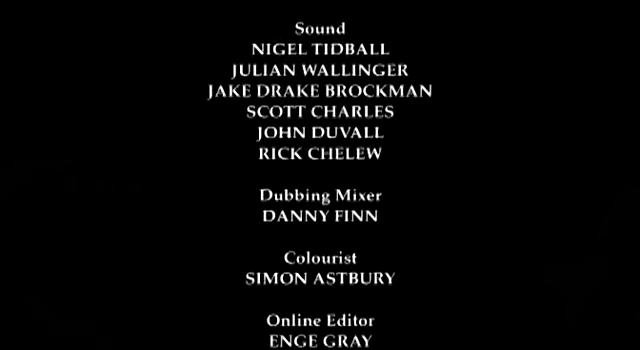 Sound
NIGEL TIDBALL
JULIAN WALLINGER
JAKE DRAKE BROCKMAN
SCOTT CHARLES
JOHN DUVALL
RICK CHELEW
Dubbing Mixer
DANNY FINN
Colourist
SIMON ASTBURY
Online Editor
ENGE GRAY